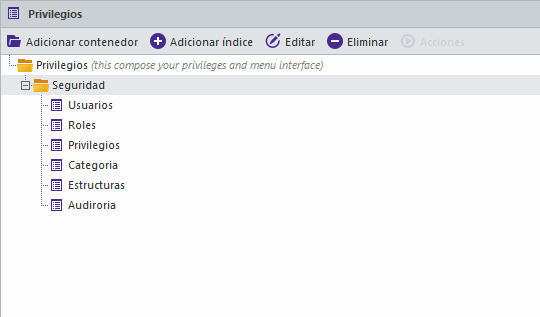 Privilegios
Adicionar contenedor Adicionar índice Editar Eliminar Acciones
Privilegios (this compose your privileges and menu interface)
Seguridad
Usuarios
Roles
Privilegios
Categoria
Estructuras
Audiroria